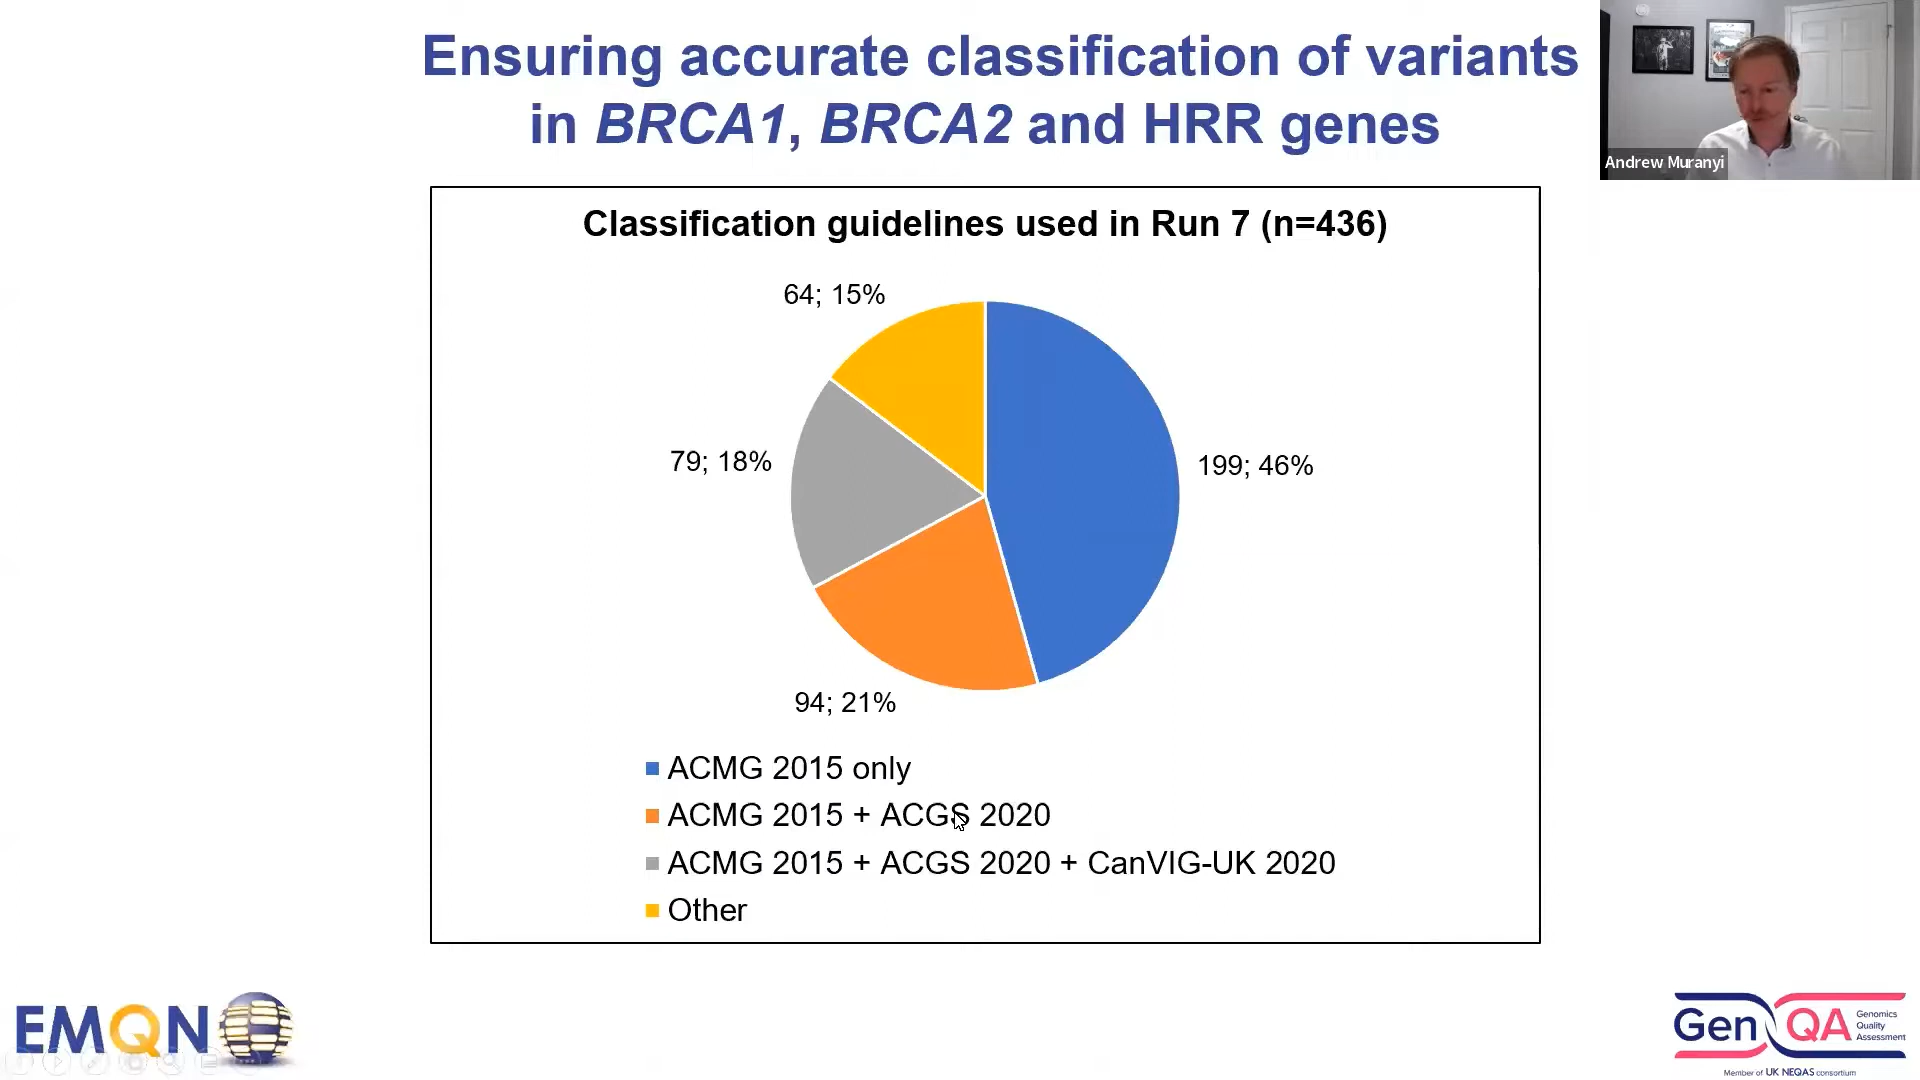 Ensuring accurate classification of variants
in BRCA1, BRCA2 and HRR genes
Andrew Muranyi
Classification guidelines used in Run 7 (n=436)
64; 15%
79; 18%
199; 46%
94; 21%
ACMG 2015 only
ACMG 2015 + ACGS 2020
ACMG 2015 + ACGS 2020 + CanVIG-UK 2020
Other
EMQN
GenQA
Genomics
Quality
Assessment
Member of UK NEQAS consortium